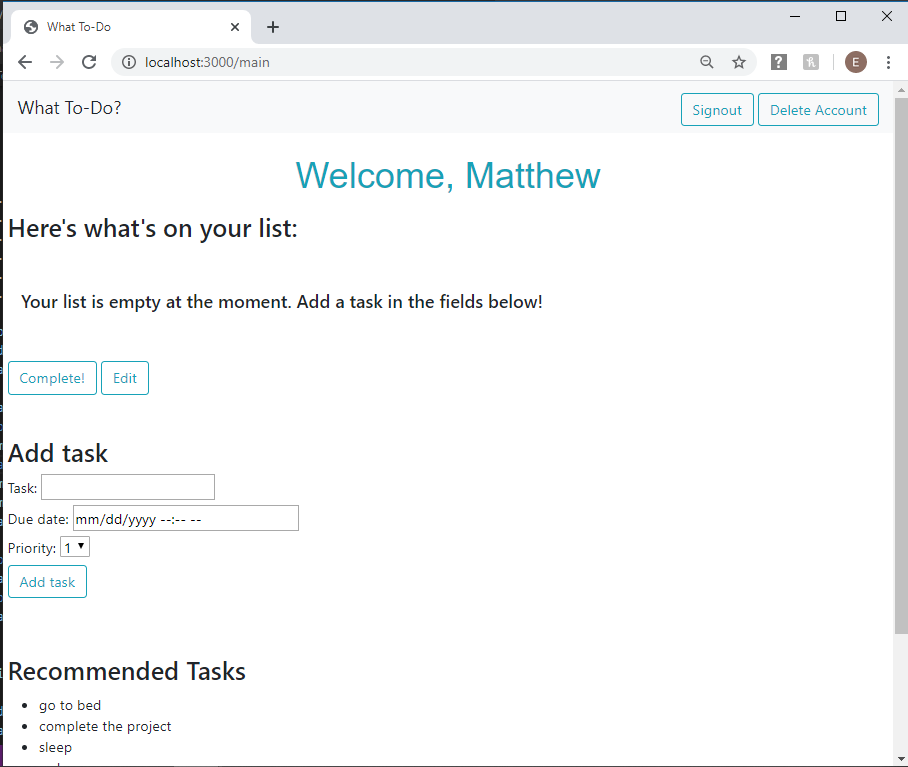 What To-Do
localhost:3000/main
E
What To-Do?
Signout
Delete Account
Welcome, Matthew
Here's what's on your list:
Your list is empty at the moment. Add a task in the fields below!
Complete!
Edit
Add task
Task:
Due date: mm/dd/yyyy --:-- --
Priority: 1
Add task
Recommended Tasks
go to bed
complete the project
sleep